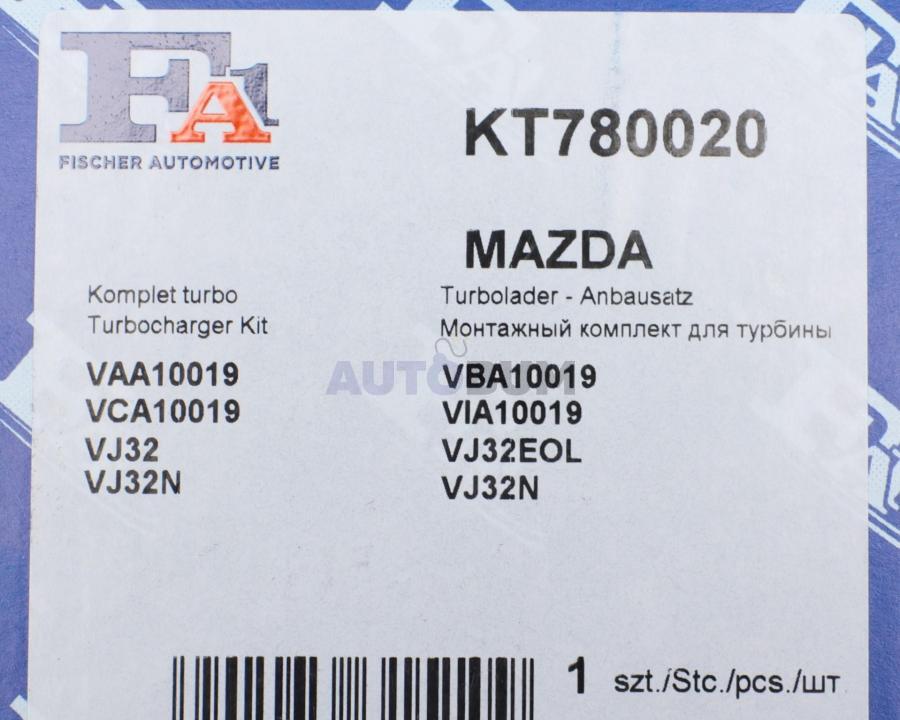 FA1
FISCHER AUTOMOTIVE
KT780020
MAZDA
Komplet turbo
Turbocharger Kit
Turbolader - Anbausatz
Монтажный комплект для турбины
VAA10019
VCA10019
VJ32
VJ32N
VBA10019
VIA10019
VJ32EOL
VJ32N
AUTOBUM
1 szt./Stc./pcs./шт